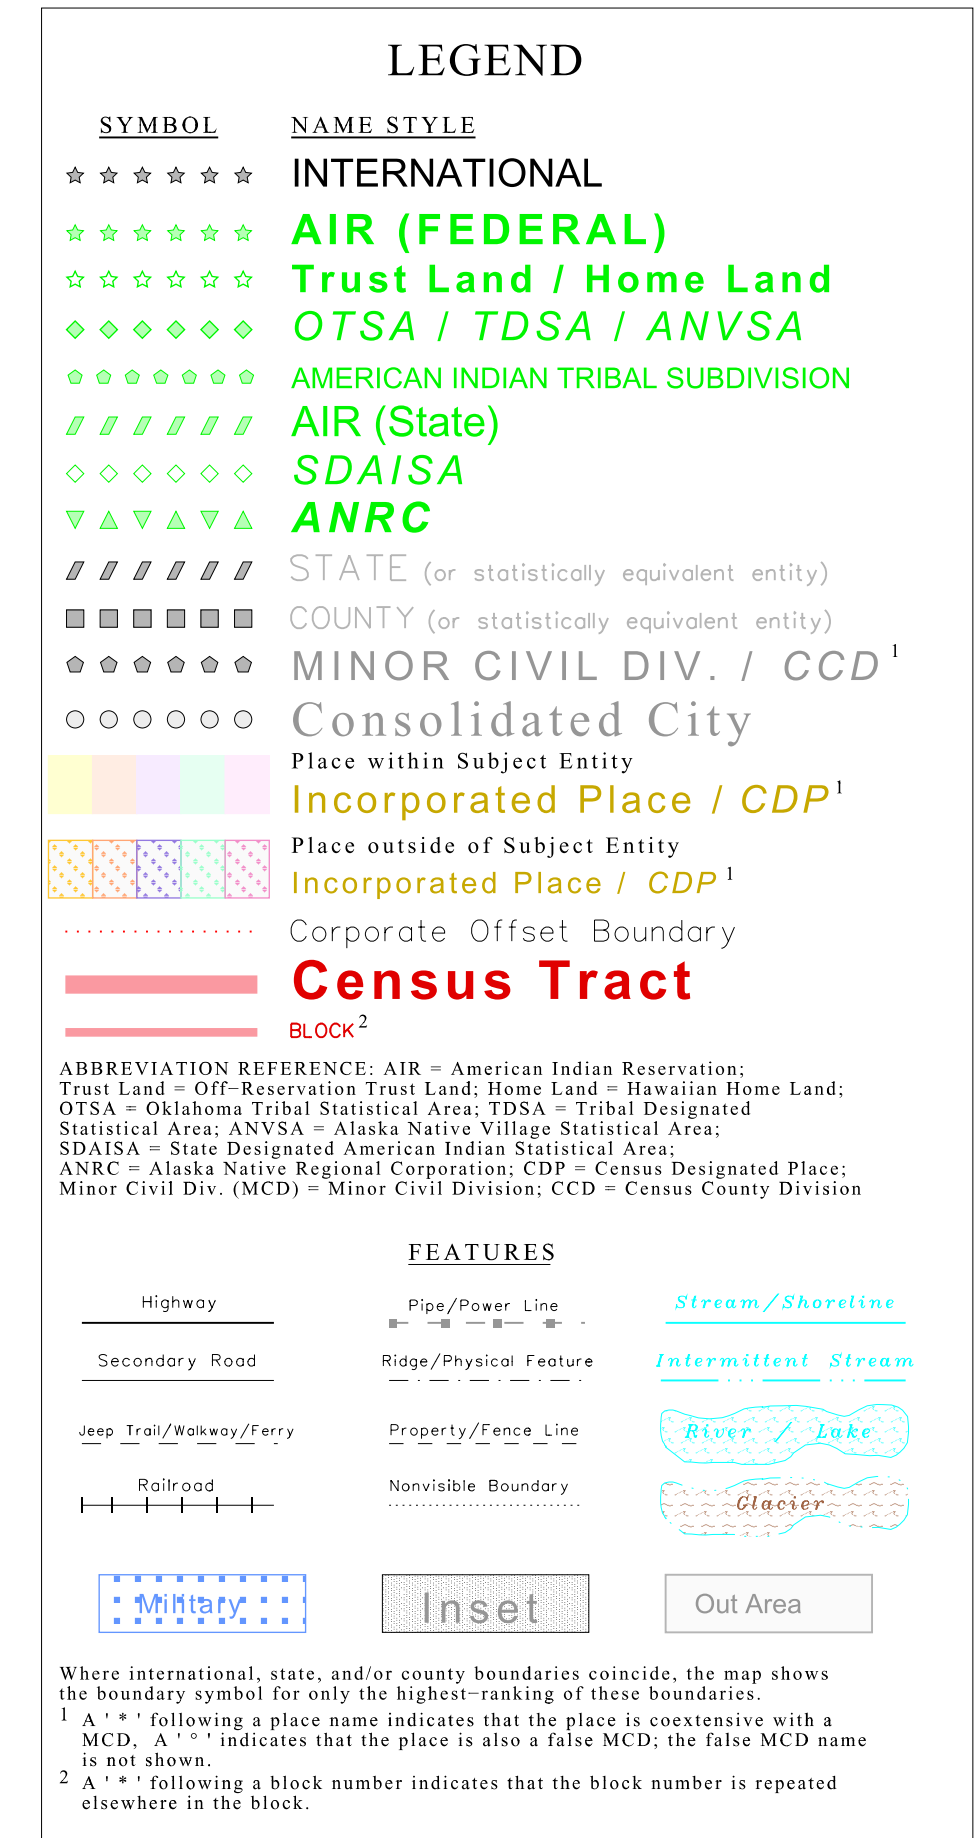 LEGEND
SYMBOL NAME STYLE
INTERNATIONAL
AIR (FEDERAL)
Trust Land / Home Land
OTSA / TDSA / ANVSA
AMERICAN INDIAN TRIBAL SUBDIVISION
AIR (State)
SDAISA
ANRC
STATE (or statistically equivalent entity)
COUNTY (or statistically equivalent entity)
MINOR CIVIL DIV. / CCD 1
Consolidated City
Place within Subject Entity
Incorporated Place / CDP 1
Place outside of Subject Entity
Incorporated Place / CDP 1
Corporate Offset Boundary
Census Tract
BLOCK 2
ABBREVIATION REFERENCE: AIR = American Indian Reservation;
Trust Land = Off−Reservation Trust Land; Home Land = Hawaiian Home Land;
OTSA = Oklahoma Tribal Statistical Area; TDSA = Tribal Designated
Statistical Area; ANVSA = Alaska Native Village Statistical Area;
SDAISA = State Designated American Indian Statistical Area;
ANRC = Alaska Native Regional Corporation; CDP = Census Designated Place;
Minor Civil Div. (MCD) = Minor Civil Division; CCD = Census County Division
FEATURES
Highway
Pipe/Power Line
Stream/Shoreline
Secondary Road
Ridge/Physical Feature
Intermittent Stream
Jeep Trail/Walkway/Ferry
Property/Fence Line
River / Lake
Railroad
Nonvisible Boundary
Glacier
Military
Inset
Out Area
Where international, state, and/or county boundaries coincide, the map shows
the boundary symbol for only the highest−ranking of these boundaries.
1 A ' * ' following a place name indicates that the place is coextensive with a
MCD, A ' ° ' indicates that the place is also a false MCD; the false MCD name
is not shown.
2 A ' * ' following a block number indicates that the block number is repeated
elsewhere in the block.